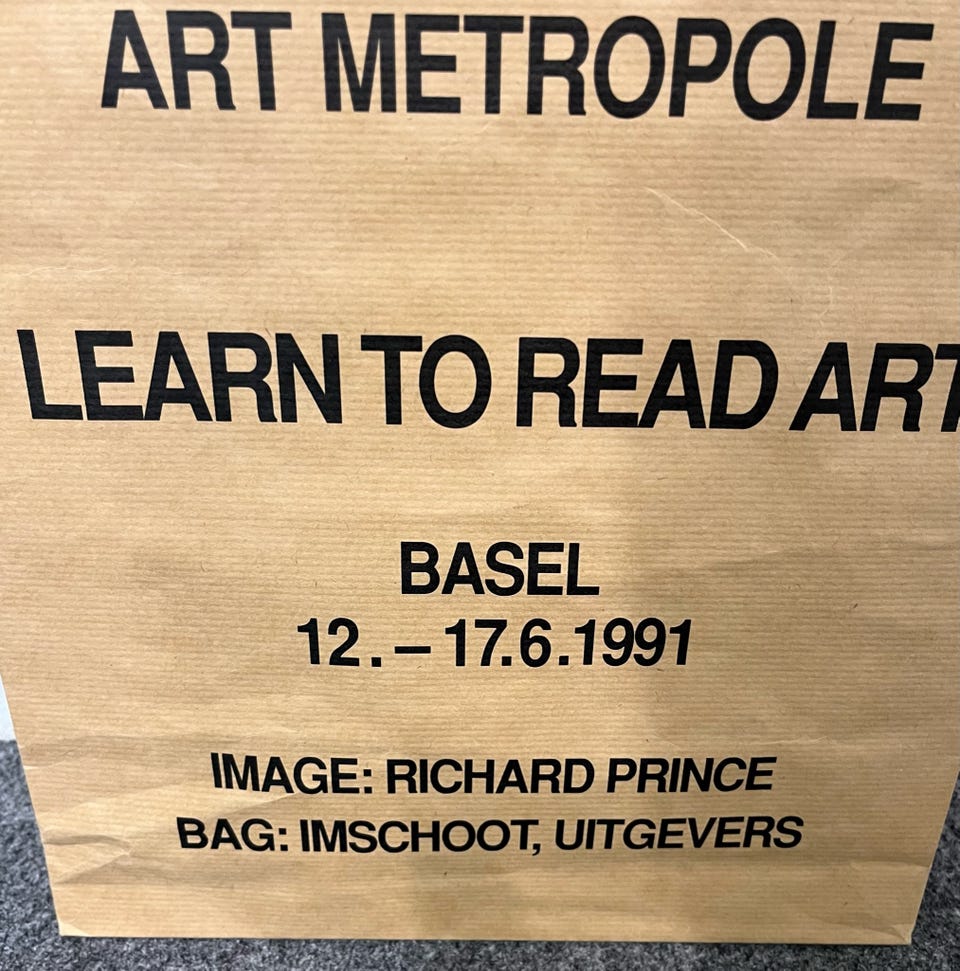 ART METROPOLE
LEARN TO READ ART
BASEL
12.–17.6.1991
IMAGE: RICHARD PRINCE
BAG: IMSCHOOT, UITGEVERS